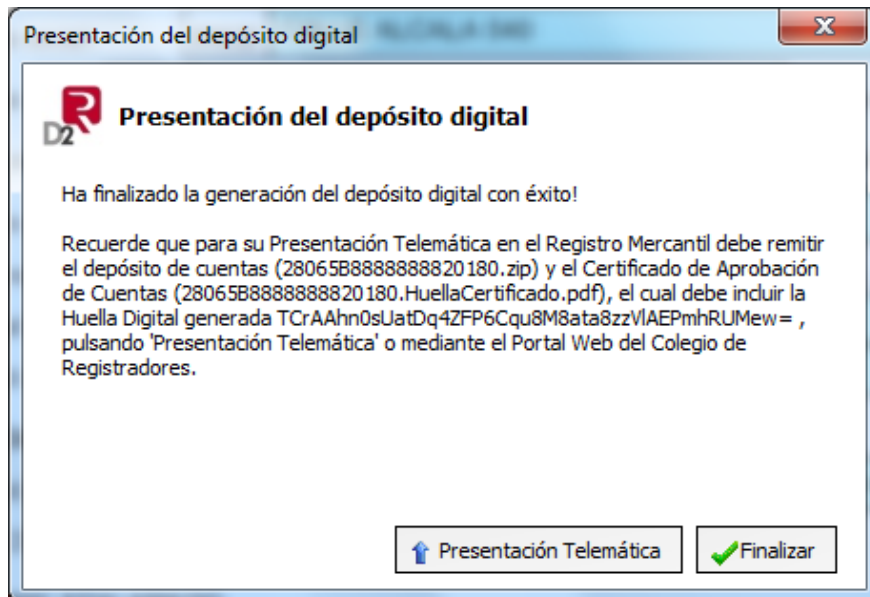 Presentación del depósito digital
D2R
Presentación del depósito digital
Ha finalizado la generación del depósito digital con éxito!
Recuerde que para su Presentación Telemática en el Registro Mercantil debe remitir
el depósito de cuentas (28065B8888888820180.zip) y el Certificado de Aprobación
de Cuentas (28065B8888888820180.HuellaCertificado.pdf), el cual debe incluir la
Huella Digital generada TCrAAhn0sUatDq4ZFP6Cqu8M8ata8zzVlAEPmhRUMew= ,
pulsando 'Presentación Telemática' o mediante el Portal Web del Colegio de
Registradores.
Presentación Telemática
Finalizar